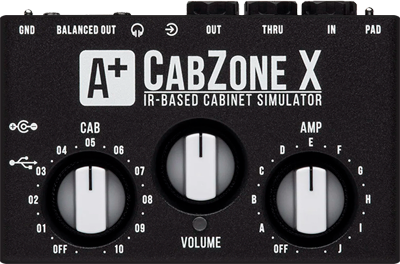 GND BALANCED OUT OUT THRU IN PAD
A+ CABZONE X
IR-BASED CABINET SIMULATOR
CAB
AMP
OFF 01 02 03 04 05 06 07 08 09 10
OFF A B C D E F G H I J
VOLUME